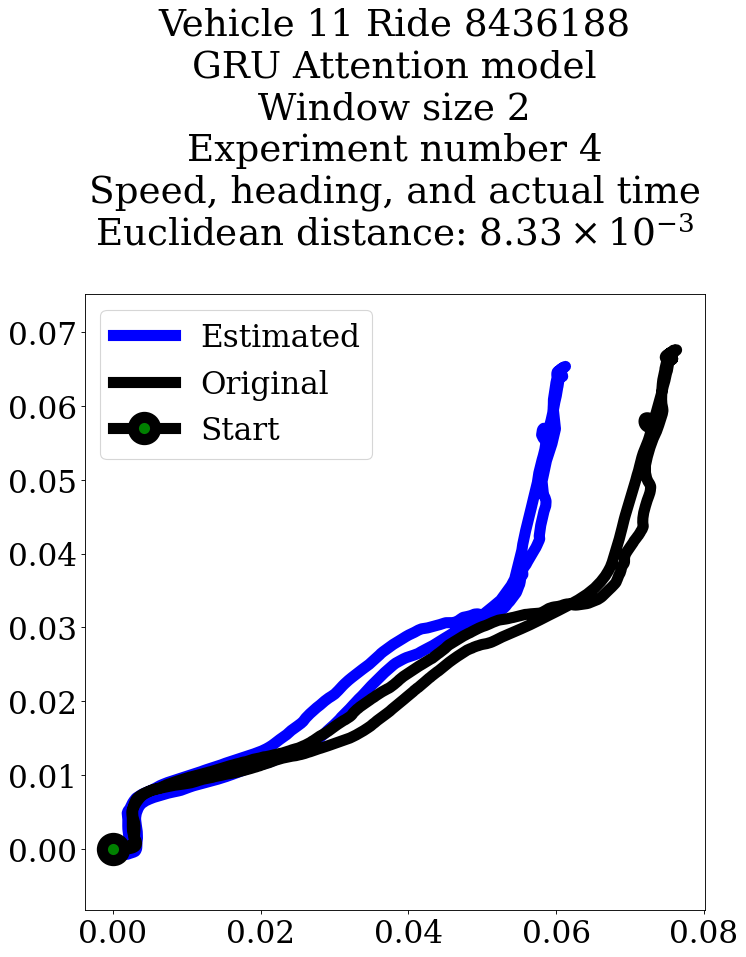 Vehicle 11 Ride 8436188
GRU Attention model
Window size 2
Experiment number 4
Speed, heading, and actual time
Euclidean distance: 8.33 × 10⁻³
Estimated
Original
Start
0.07
0.06
0.05
0.04
0.03
0.02
0.01
0.00
0.00 0.02 0.04 0.06 0.08